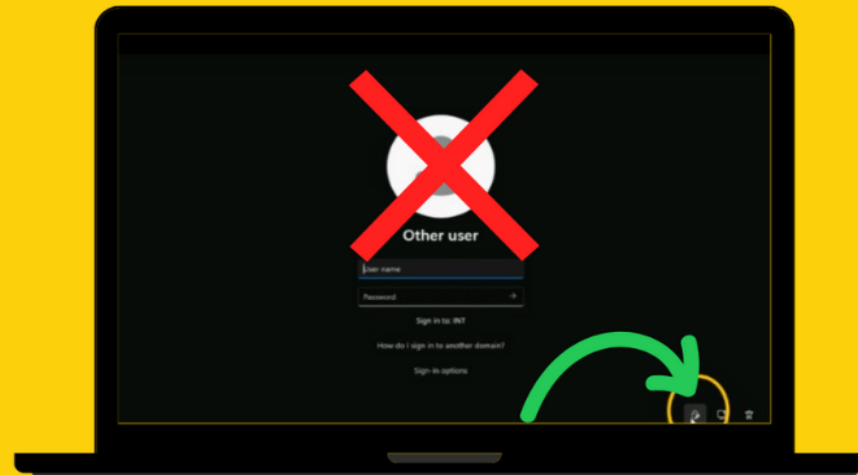 Other user
User name
Password
Sign in to: INT
How do I sign in to another domain?
Sign-in options